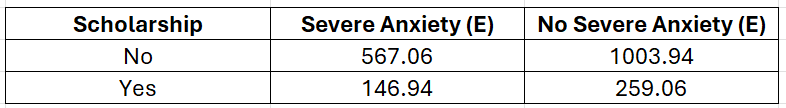 Scholarship Severe Anxiety (E) No Severe Anxiety (E)
No 567.06 1003.94
Yes 146.94 259.06